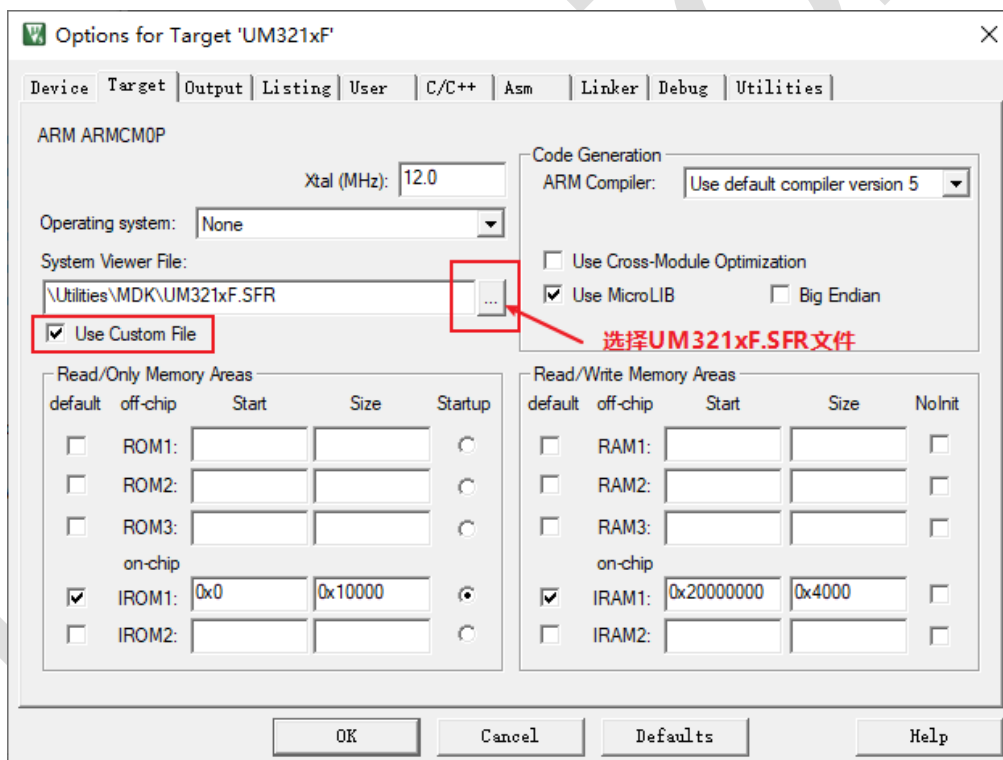 Options for Target 'UM321xF'
Device Target Output Listing User C/C++ Asm Linker Debug Utilities
ARM ARMCM0P
Xtal (MHz): 12.0
Operating system: None
System Viewer File:
\Utilities\MDK\UM321xF.SFR ...
Use Custom File
Code Generation
ARM Compiler: Use default compiler version 5
Use Cross-Module Optimization
Use MicroLIB Big Endian
选择UM321xF.SFR文件
Read/Only Memory Areas
default off-chip Start Size Startup
ROM1:
ROM2:
ROM3:
on-chip
IROM1: 0x0 0x10000
IROM2:
Read/Write Memory Areas
default off-chip Start Size NoInit
RAM1:
RAM2:
RAM3:
on-chip
IRAM1: 0x20000000 0x4000
IRAM2:
OK Cancel Defaults Help